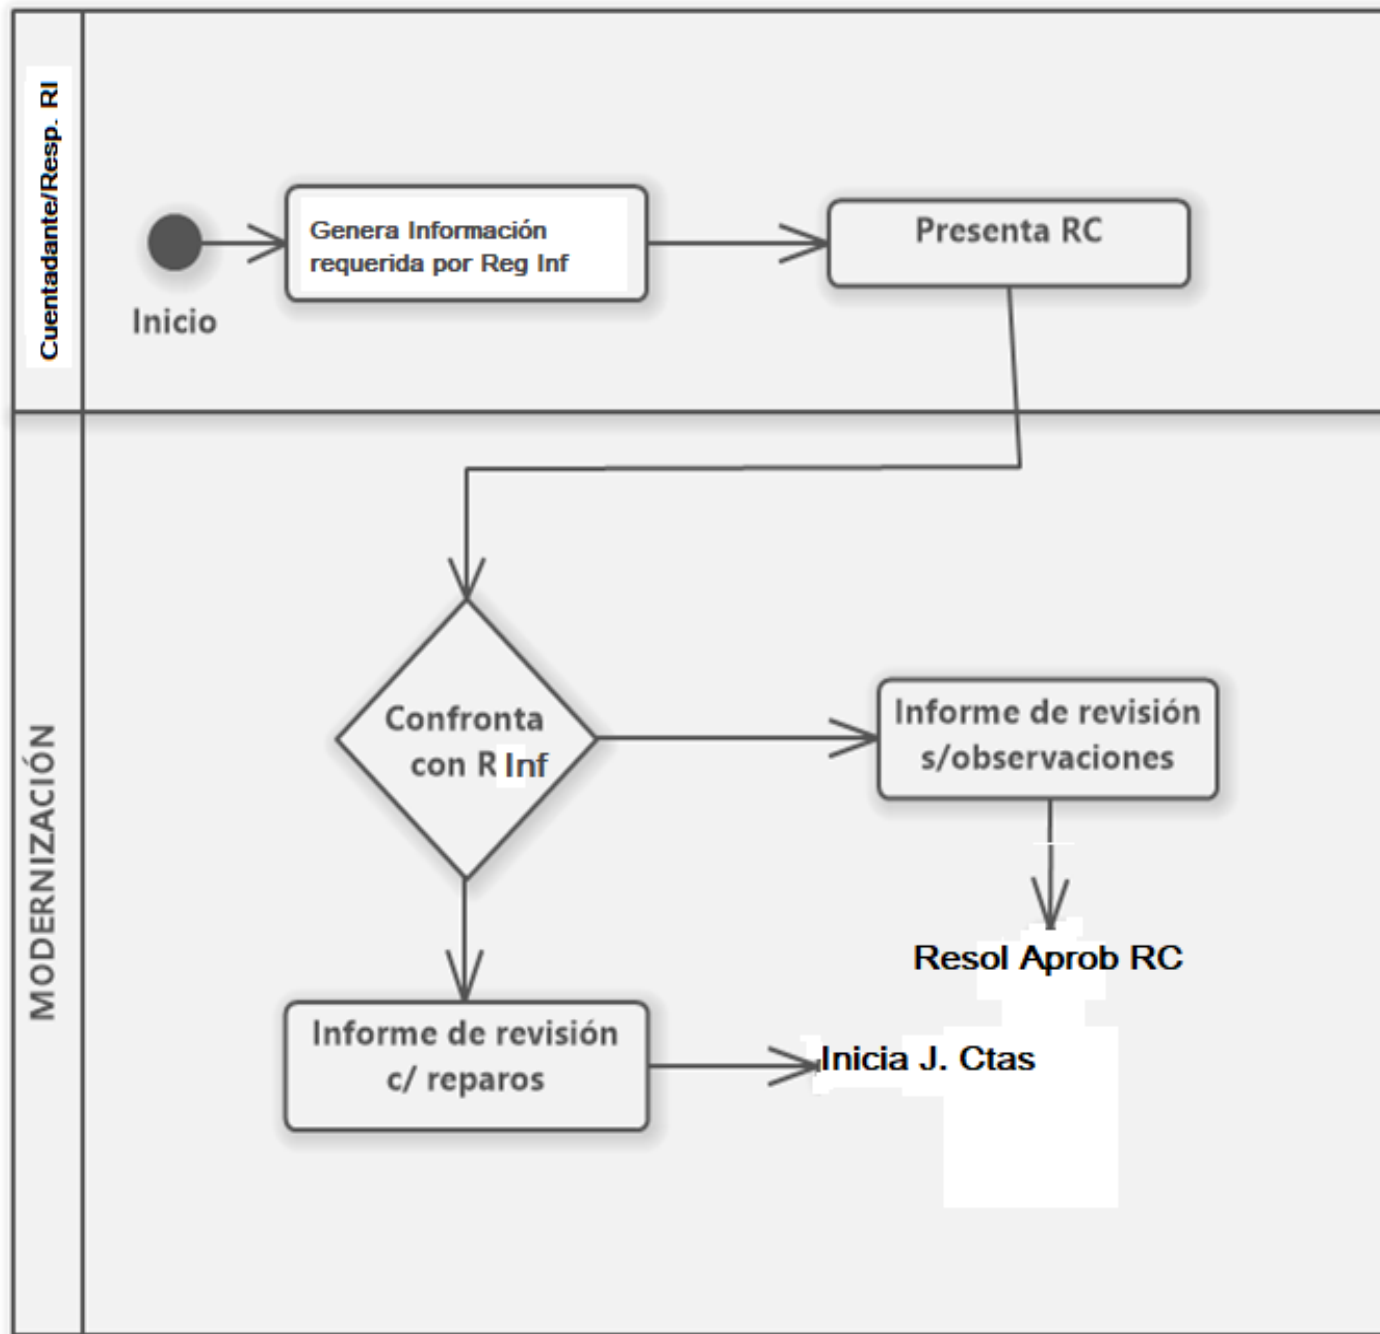 Cuentadante/Resp. RI
Genera Información
requerida por Reg Inf
Presenta RC
Inicio
MODERNIZACIÓN
Confronta
con R Inf
Informe de revisión
s/observaciones
Resol Aprob RC
Informe de revisión
c/ reparos
Inicia J. Ctas